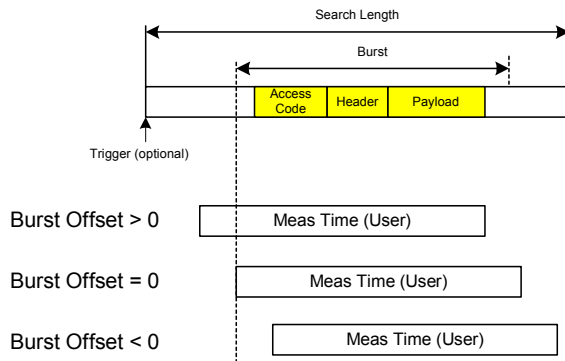 Search Length
Burst
Access
Code
Header
Payload
Trigger (optional)
Burst Offset > 0
Meas Time (User)
Burst Offset = 0
Meas Time (User)
Burst Offset < 0
Meas Time (User)